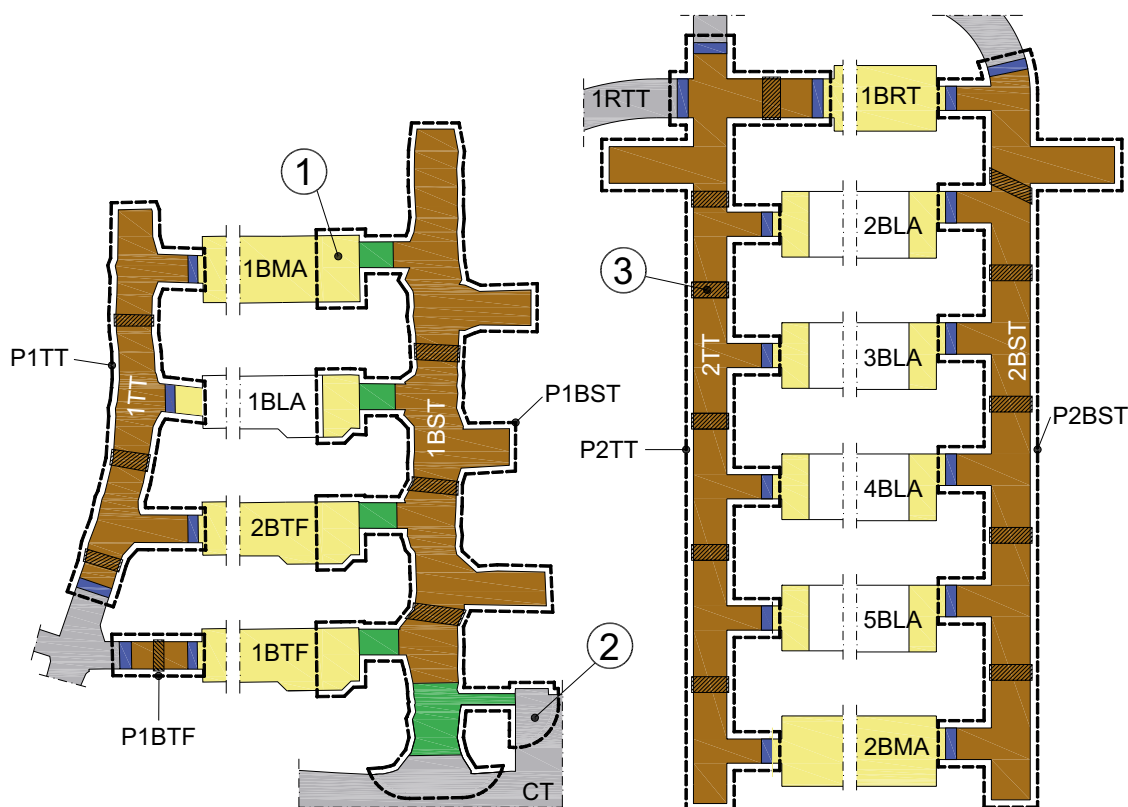 1RTT
1BRT
1
2BLA
1BMA
3
2TT
3BLA
2BST
P1TT
1TT
1BLA
1BST
P1BST
P2TT
P2BST
4BLA
2BTF
5BLA
1BTF
2
P1BTF
2BMA
CT